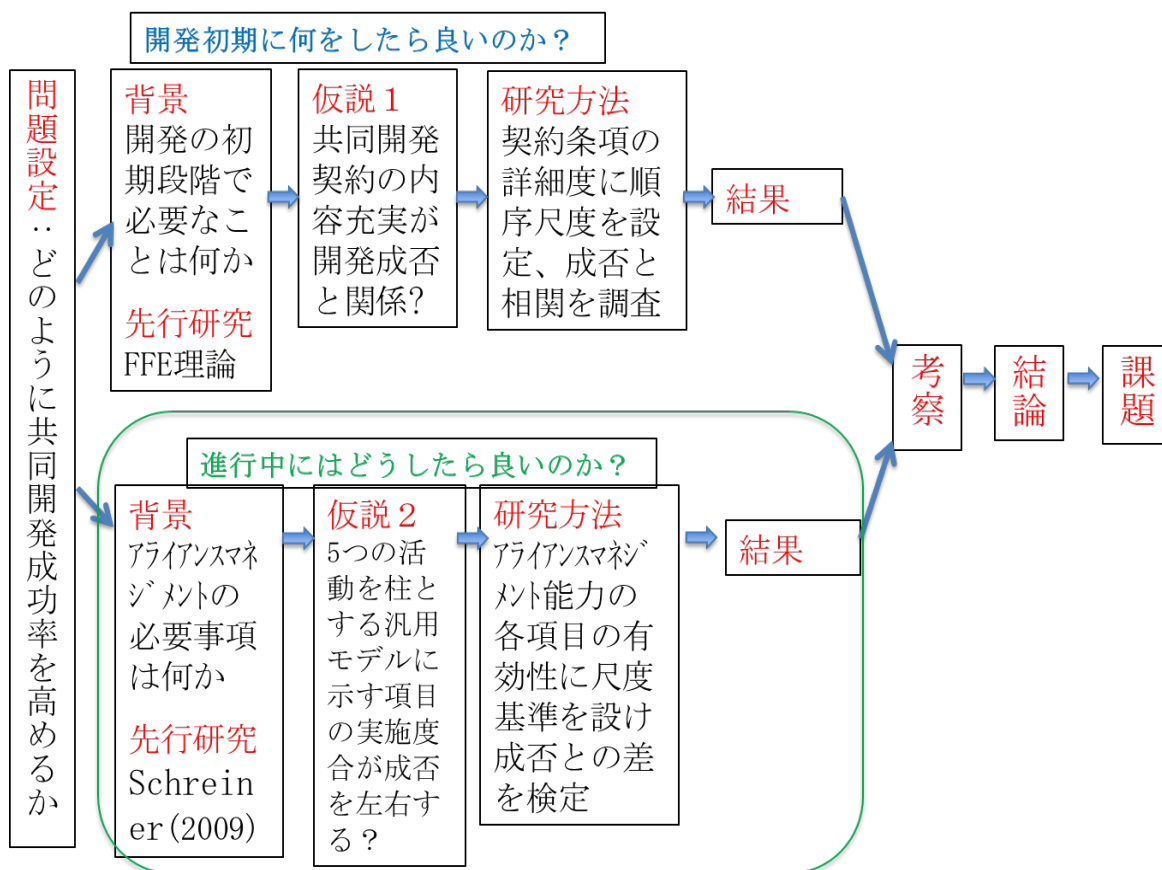 開発初期に何をしたら良いのか？
問題設定：どのように共同開発成功率を高めるか
背景
開発の初
期段階で
必要なこ
とは何か
先行研究
FFE理論
仮説１
共同開発
契約の内
容充実が
開発成否
と関係?
研究方法
契約条項の
詳細度に順
序尺度を設
定、成否と
相関を調査
結果
進行中にはどうしたら良いのか？
背景
ｱﾗｲｱﾝｽﾏﾈ
ｼﾞﾒﾝﾄの
必要事項
は何か
先行研究
Schrein
er(2009)
仮説２
5つの活
動を柱と
する汎用
モデルに
示す項目
の実施度
合が成否
を左右す
る？
研究方法
ｱﾗｲｱﾝｽﾏﾈｼﾞ
ﾒﾝﾄ能力の
各項目の有
効性に尺度
基準を設け
成否との差
を検定
結果
考察
結論
課題